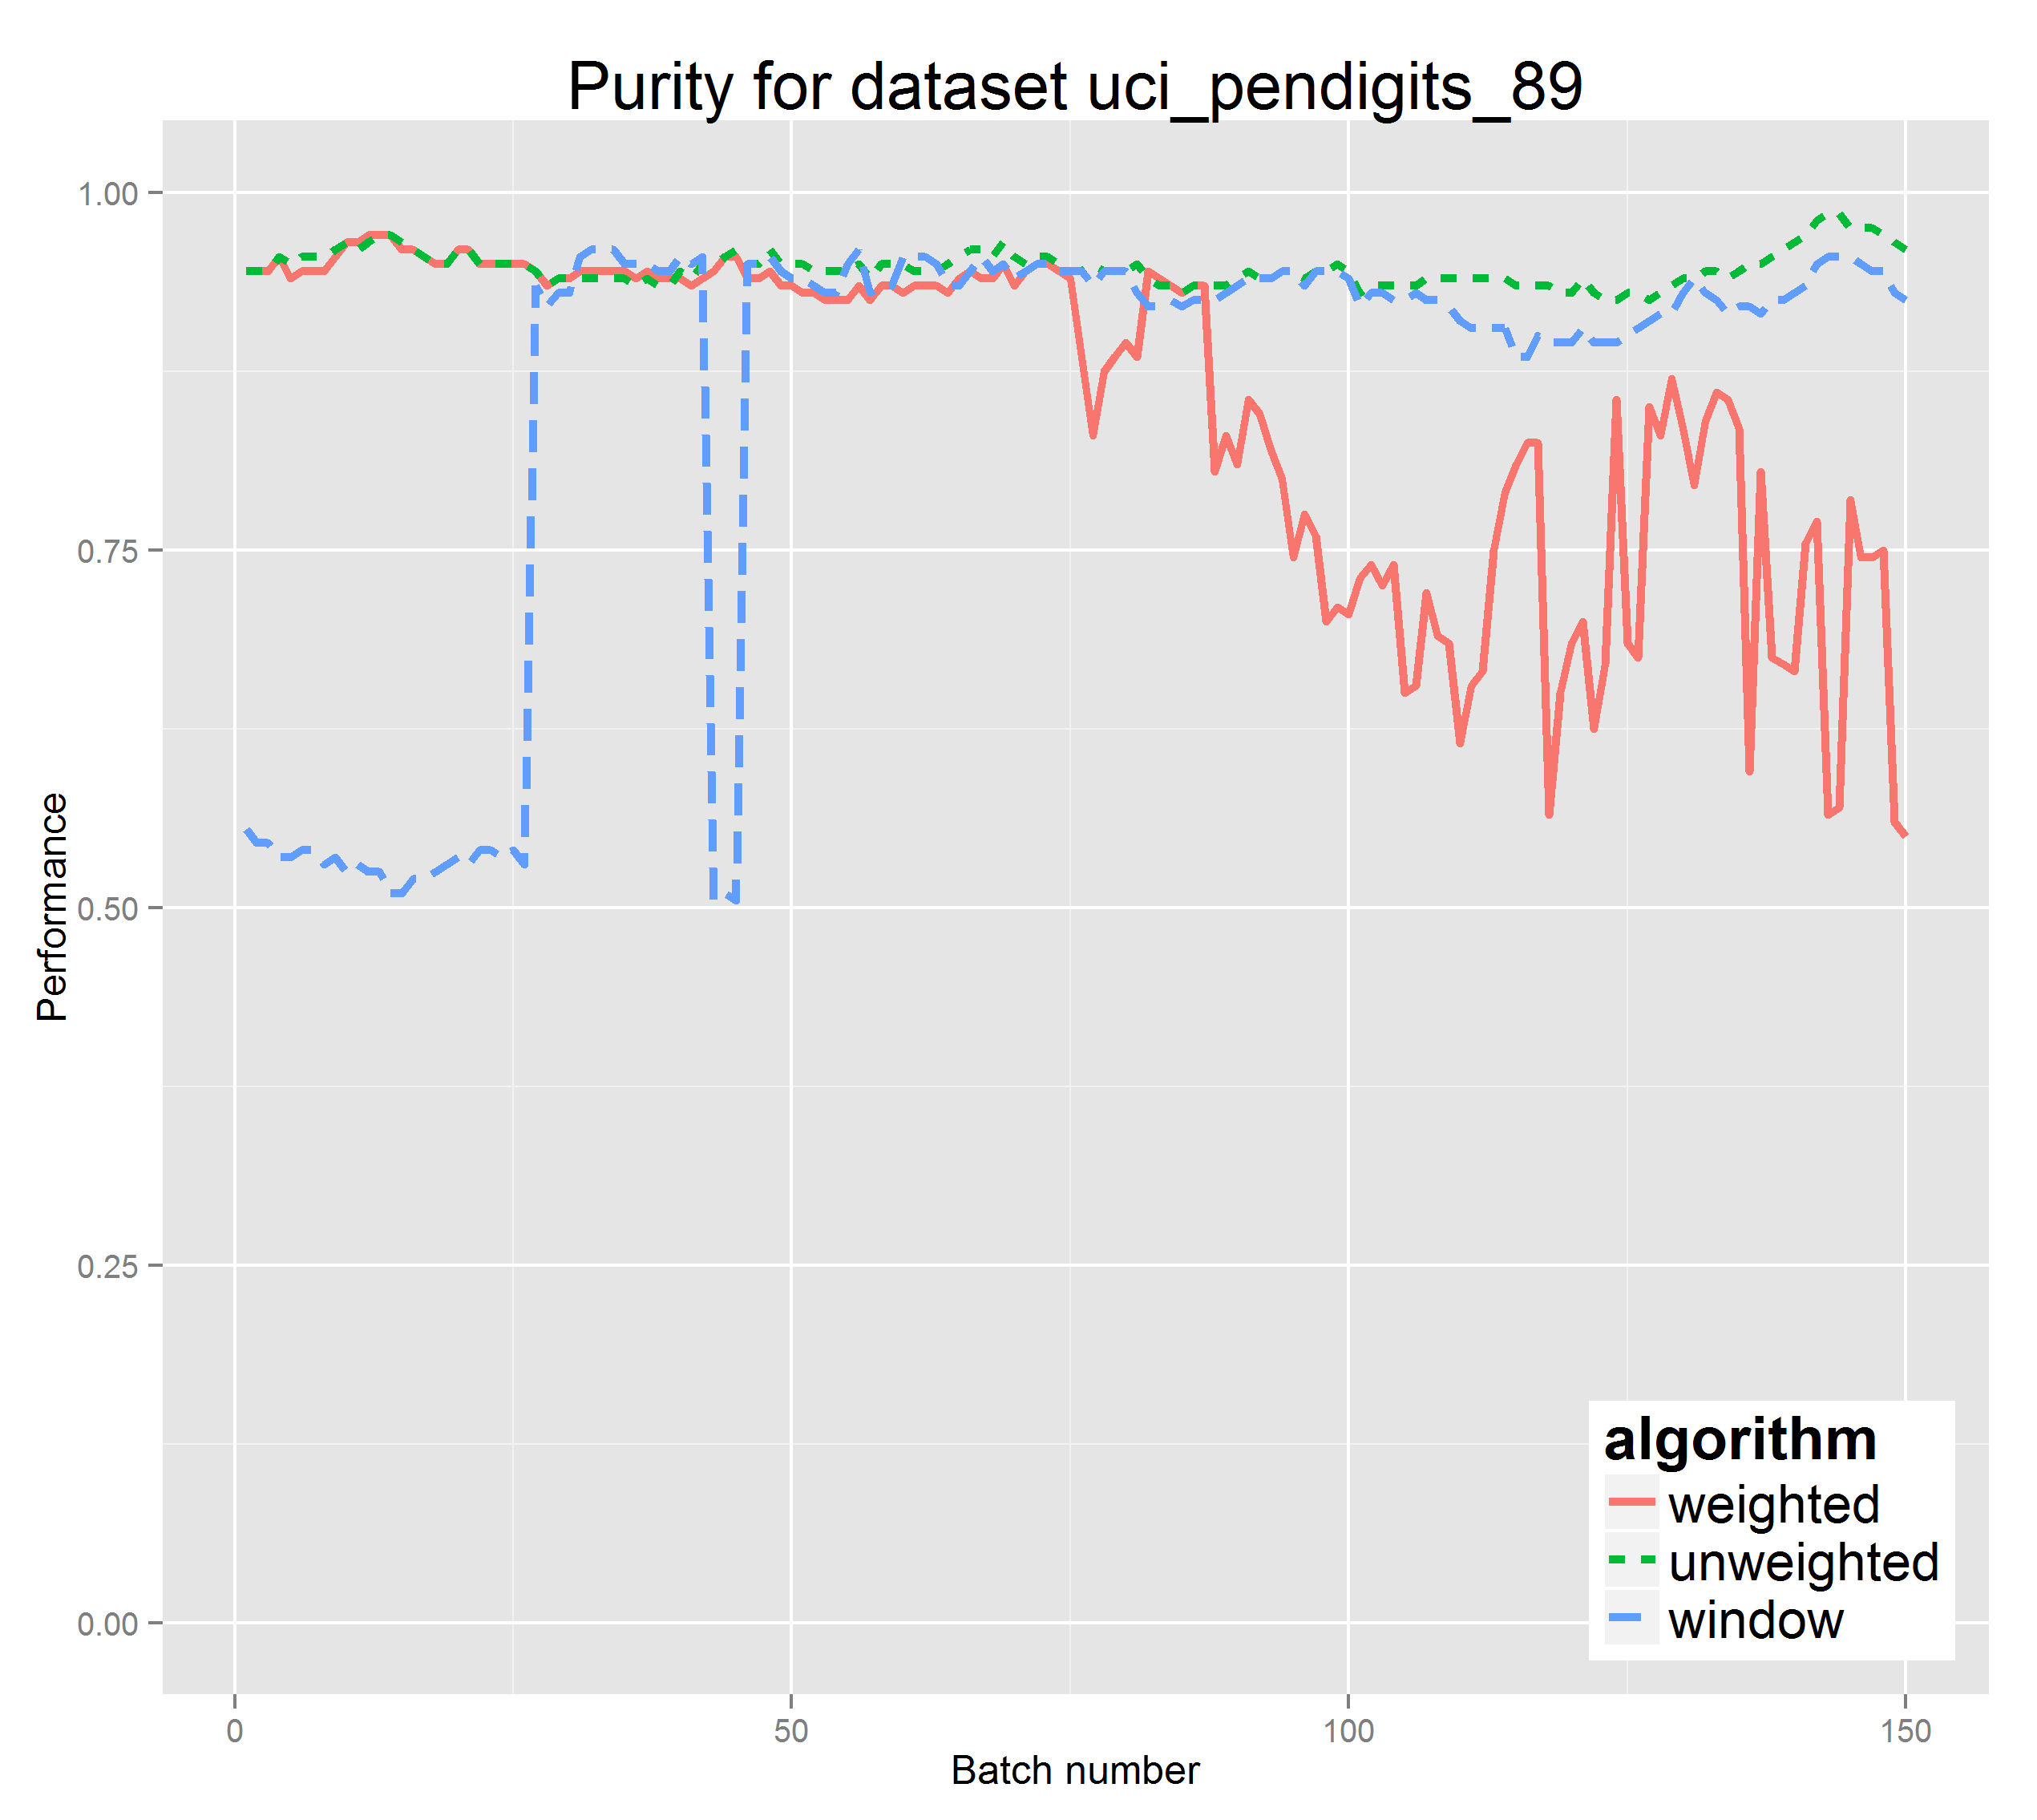 Purity for dataset uci_pendigits_89
1.00
0.75
0.50
0.25
0.00
Performance
0
50
100
150
Batch number
algorithm
weighted
unweighted
window